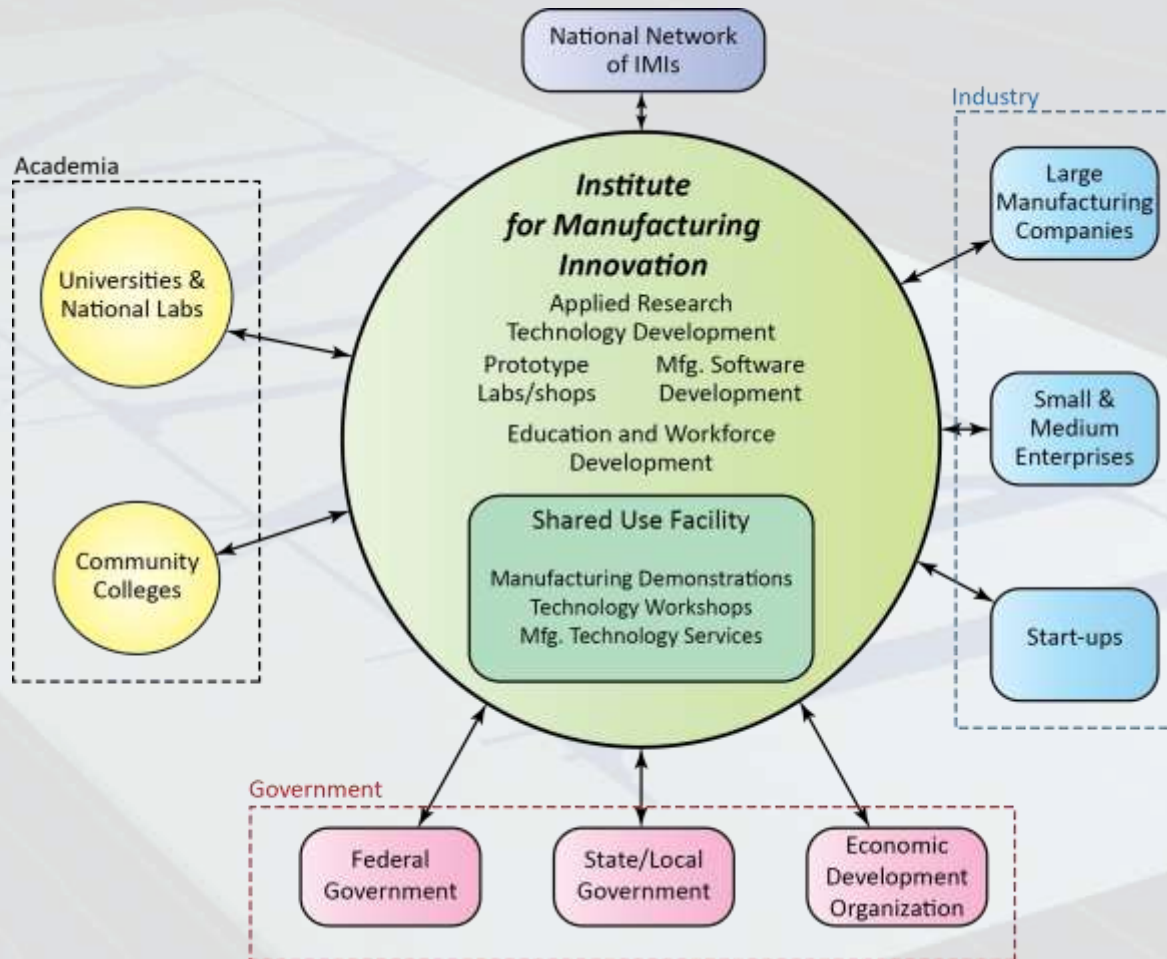 National Network
of IMIs
Industry
Academia
Institute
for Manufacturing
Innovation
Applied Research
Technology Development
Prototype
Labs/shops
Mfg. Software
Development
Education and Workforce
Development
Shared Use Facility
Manufacturing Demonstrations
Technology Workshops
Mfg. Technology Services
Universities &
National Labs
Community
Colleges
Large
Manufacturing
Companies
Small &
Medium
Enterprises
Start-ups
Government
Federal
Government
State/Local
Government
Economic
Development
Organization